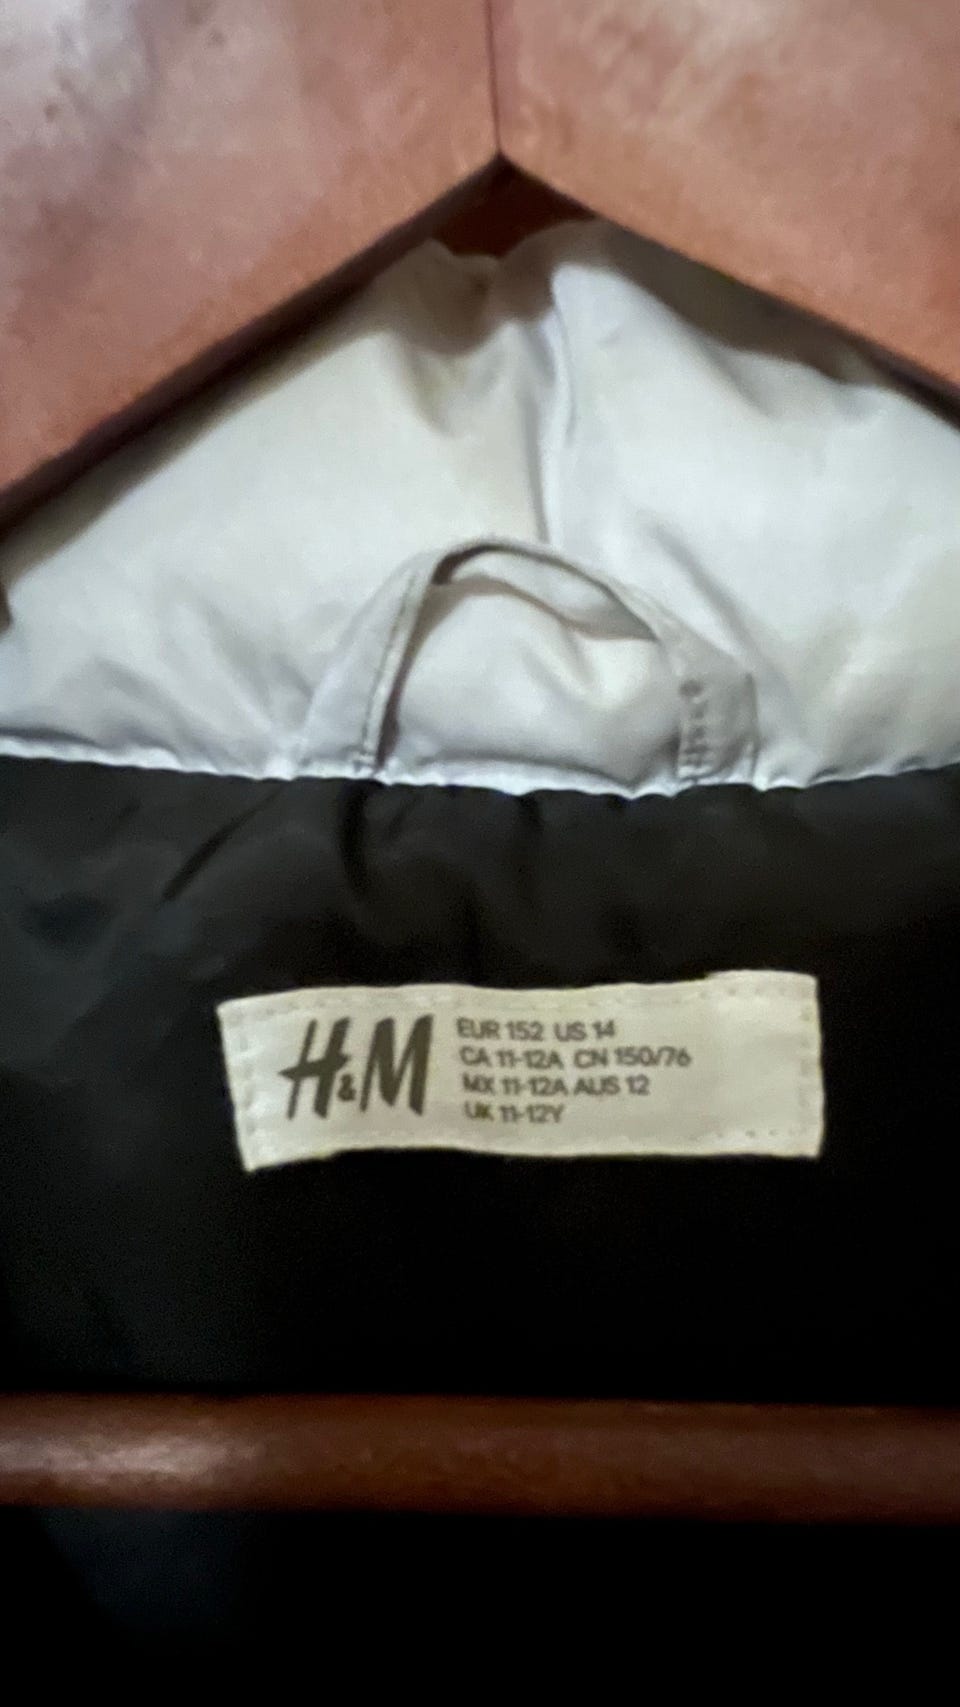 H&M
EUR 152 US 14
CA 11-12A CN 150/76
MX 11-12A AUS 12
UK 11-12Y